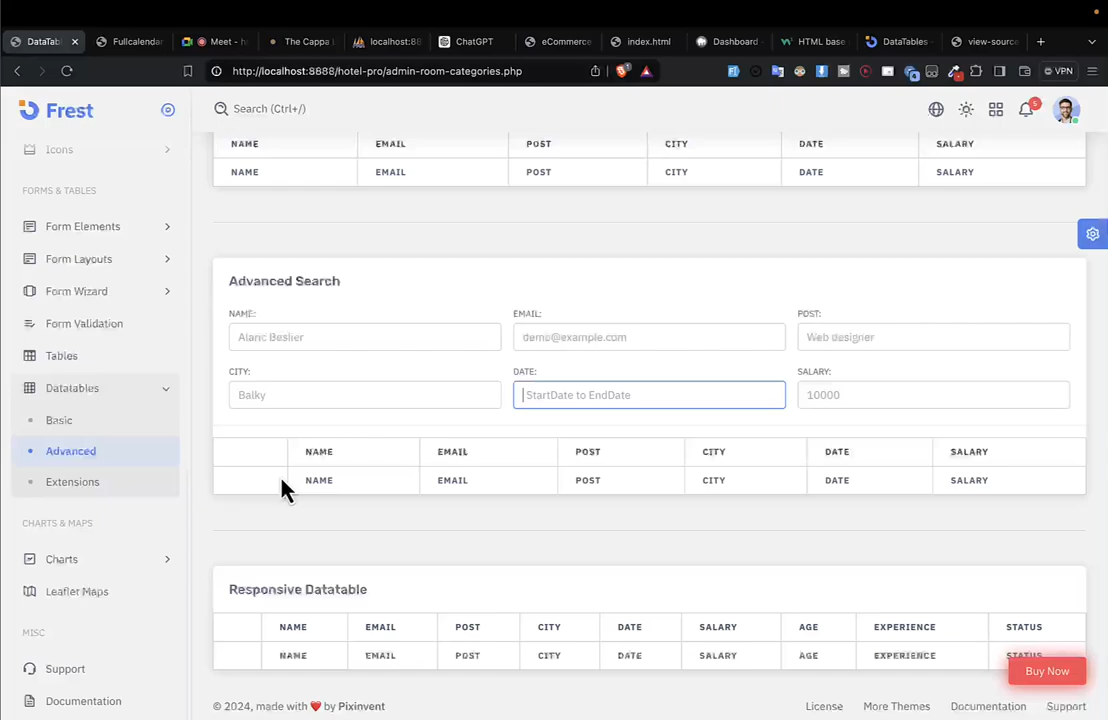 DataTab
Fullcalendar
Meet - h
The Cappa L
localhost:88
ChatGPT
eCommerce
index.html
Dashboard
HTML base
DataTables
view-source
http://localhost:8888/hotel-pro/admin-room-categories.php
1
4
VPN
Frest
Search (Ctrl+/)
5
Icons
FORMS & TABLES
Form Elements
Form Layouts
Form Wizard
Form Validation
Tables
Datatables
Basic
Advanced
Extensions
CHARTS & MAPS
Charts
Leaflet Maps
MISC
Support
Documentation
NAME EMAIL POST CITY DATE SALARY
NAME EMAIL POST CITY DATE SALARY
Advanced Search
NAME: EMAIL: POST:
Alaric Beslier demo@example.com Web designer
CITY: DATE: SALARY:
Balky StartDate to EndDate 10000
NAME EMAIL POST CITY DATE SALARY
NAME EMAIL POST CITY DATE SALARY
Responsive Datatable
NAME EMAIL POST CITY DATE SALARY AGE EXPERIENCE STATUS
NAME EMAIL POST CITY DATE SALARY AGE EXPERIENCE STATUS
Buy Now
© 2024, made with ❤️ by Pixinvent License More Themes Documentation Support